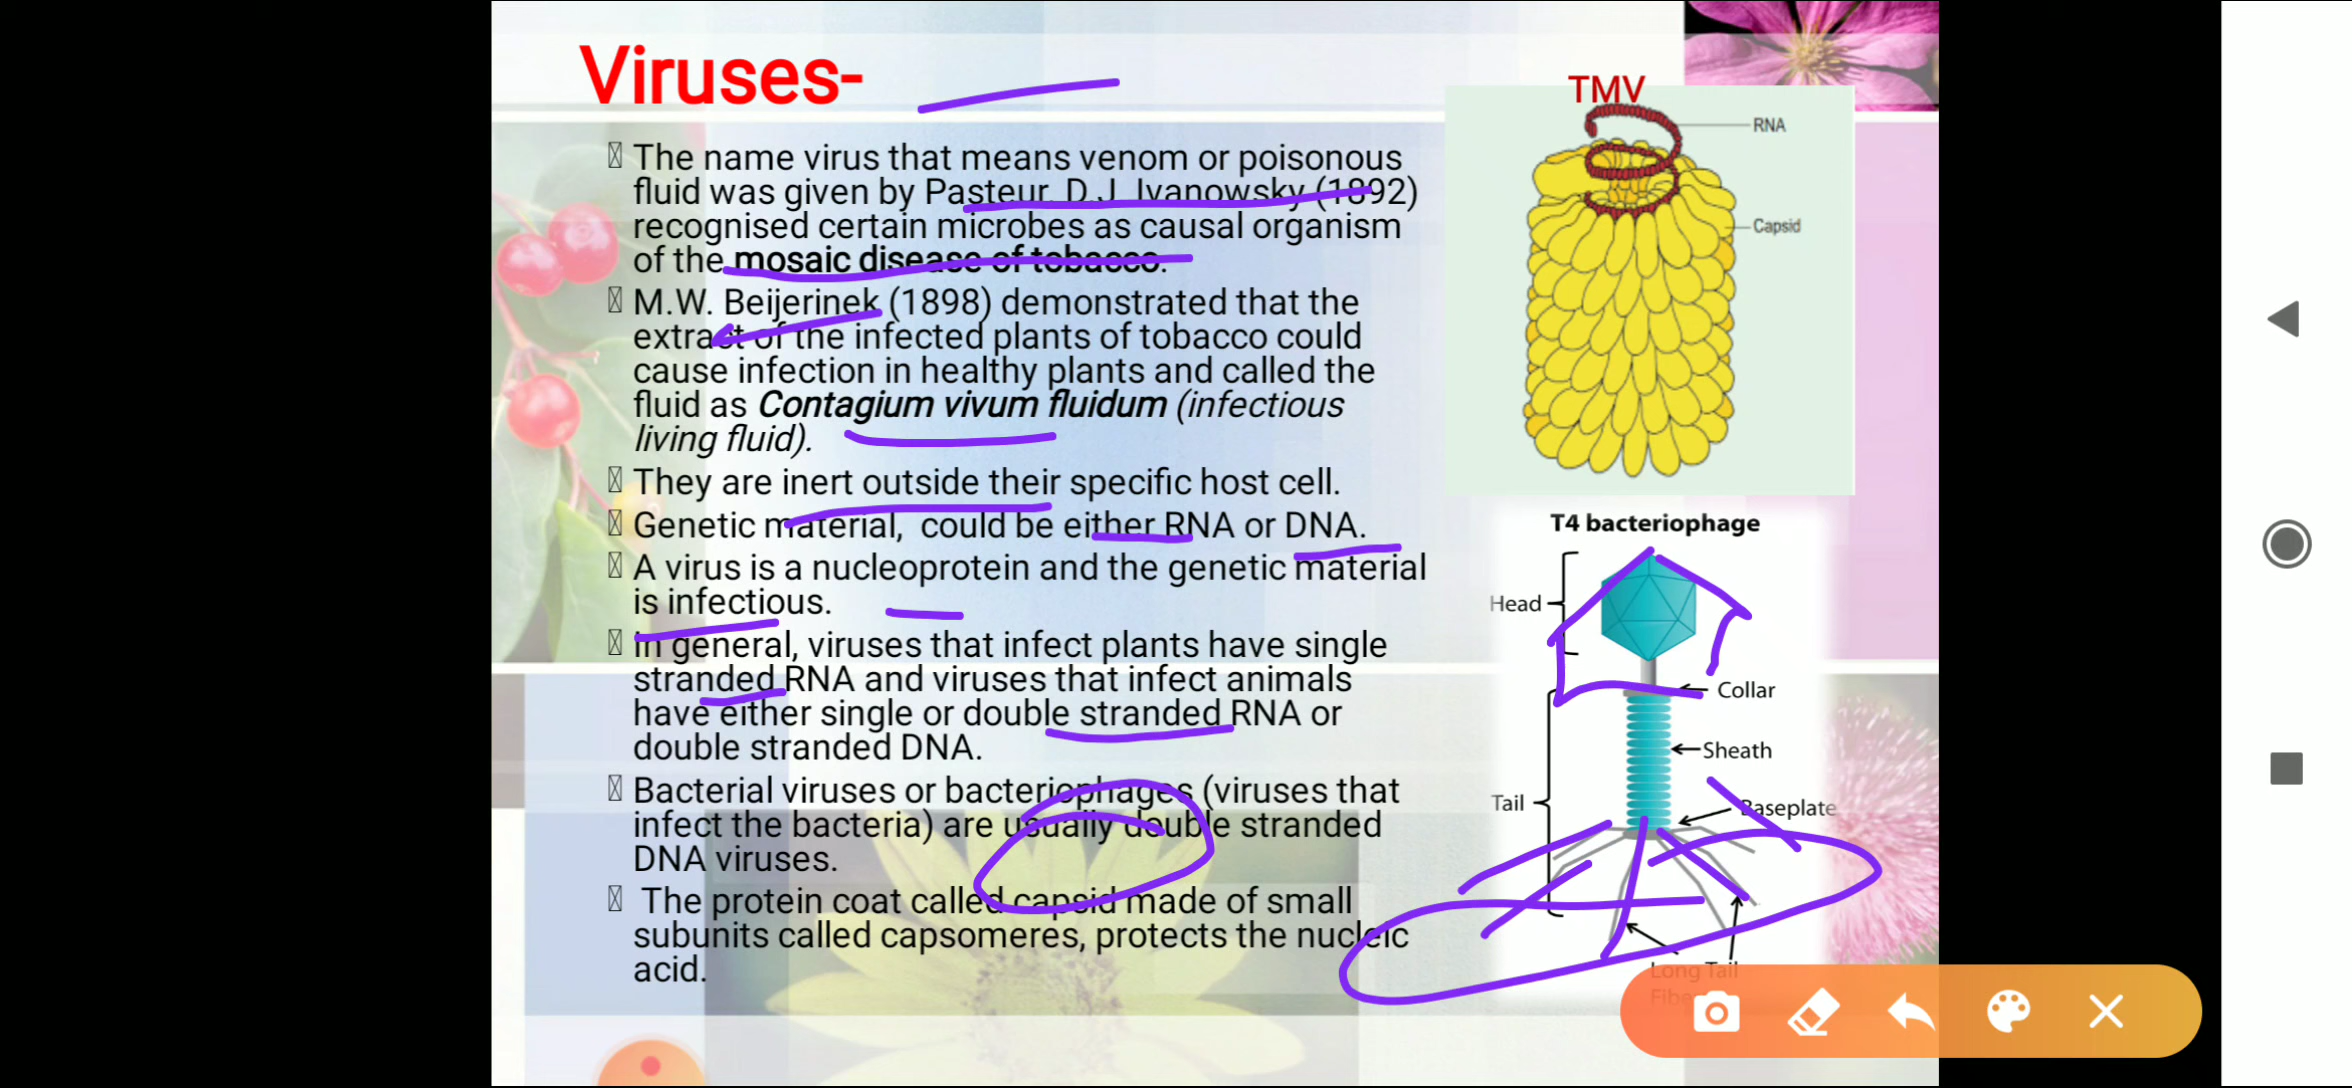 Viruses-
The name virus that means venom or poisonous
fluid was given by Pasteur. D.J. Ivanowsky (1892)
recognised certain microbes as causal organism
of the mosaic disease of tobacco.
M.W. Beijerinek (1898) demonstrated that the
extract of the infected plants of tobacco could
cause infection in healthy plants and called the
fluid as Contagium vivum fluidum (infectious
living fluid).
They are inert outside their specific host cell.
Genetic material, could be either RNA or DNA.
A virus is a nucleoprotein and the genetic material
is infectious.
In general, viruses that infect plants have single
stranded RNA and viruses that infect animals
have either single or double stranded RNA or
double stranded DNA.
Bacterial viruses or bacteriophages (viruses that
infect the bacteria) are usually double stranded
DNA viruses.
The protein coat called capsid made of small
subunits called capsomeres, protects the nucleic
acid.
TMV
RNA
Capsid
T4 bacteriophage
Head
Collar
Sheath
Tail
Baseplate
Long Tail